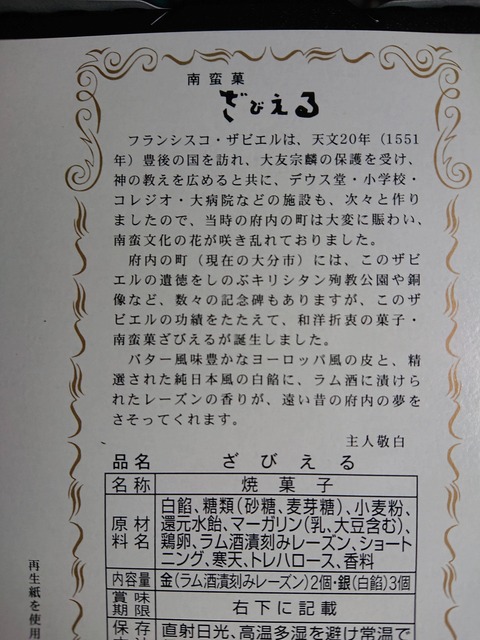 南蛮菓
ざびえる
フランシスコ・ザビエルは、天文20年（1551
年）豊後の国を訪れ、大友宗麟の保護を受け、
神の教えを広めると共に、デウス堂・小学校・
コレジオ・大病院などの施設も、次々と作り
ましたので、当時の府内の町は大変に賑わい、
南蛮文化の花が咲き乱れておりました。
府内の町（現在の大分市）には、このザビ
エルの遺徳をしのぶキリシタン殉教公園や銅
像など、数々の記念碑もありますが、このザ
ビエルの功績をたたえて、和洋折衷の菓子・
南蛮菓ざびえるが誕生しました。
バター風味豊かなヨーロッパ風の皮と、精
選された純日本風の白餡に、ラム酒に漬けら
れたレーズンの香りが、遠い昔の府内の夢を
さそってくれます。
主人敬白
品名 ざびえる
名称 焼菓子
原材料名 白餡、糖類（砂糖、麦芽糖）、小麦粉、
還元水飴、マーガリン（乳、大豆含む）、
鶏卵、ラム酒漬刻みレーズン、ショート
ニング、寒天、トレハロース、香料
内容量 金（ラム酒漬刻みレーズン）2個・銀（白餡）3個
賞味期限 右下に記載
保存 直射日光、高温多湿を避け常温で
再生紙を使用